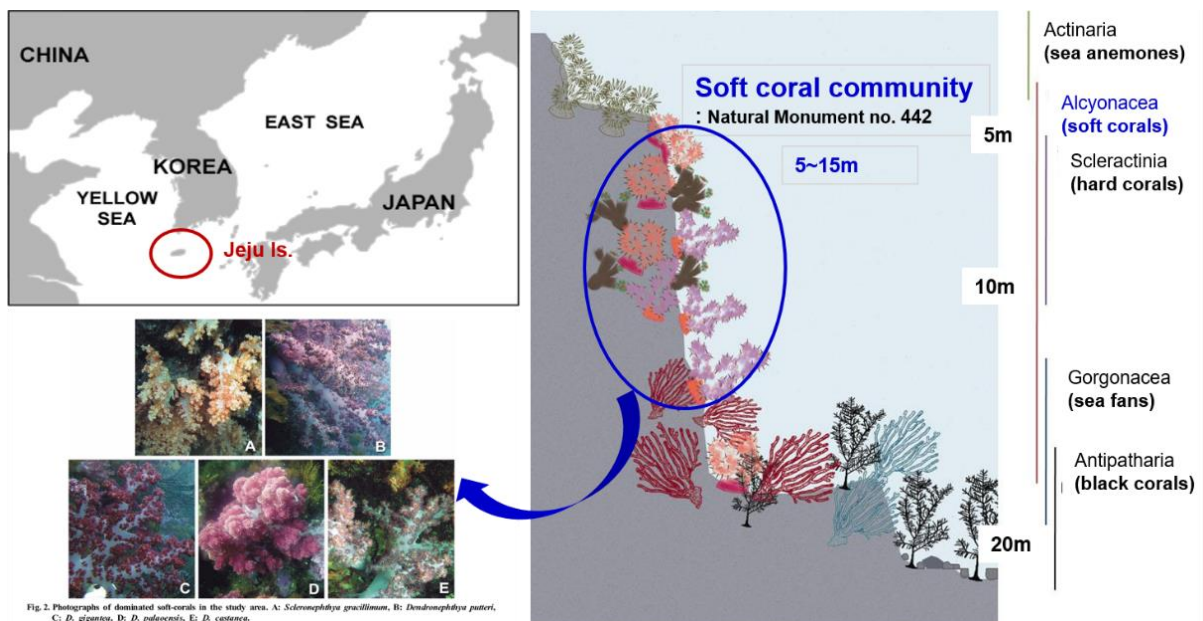 CHINA
EAST SEA
KOREA
YELLOW
SEA
JAPAN
Jeju Is.
A
B
C
D
E
Fig. 2. Photographs of dominated soft-corals in the study area. A: Scleronephthya gracillimum, B: Dendronephthya putteri,
C: D. gigantea, D: D. palaoensis, E: D. castanea.
Soft coral community
: Natural Monument no. 442
5~15m
5m
10m
20m
Actinaria
(sea anemones)
Alcyonacea
(soft corals)
Scleractinia
(hard corals)
Gorgonacea
(sea fans)
Antipatharia
(black corals)